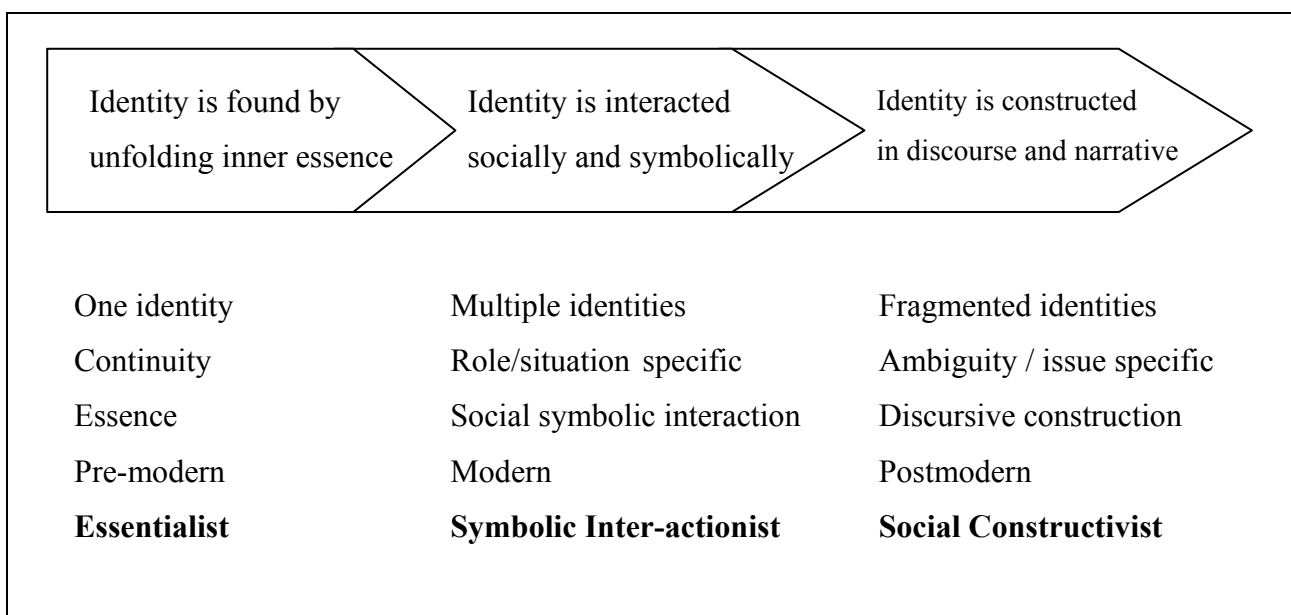 Identity is found by
unfolding inner essence
Identity is interacted
socially and symbolically
Identity is constructed
in discourse and narrative
One identity
Continuity
Essence
Pre-modern
Essentialist
Multiple identities
Role/situation specific
Social symbolic interaction
Modern
Symbolic Inter-actionist
Fragmented identities
Ambiguity / issue specific
Discursive construction
Postmodern
Social Constructivist